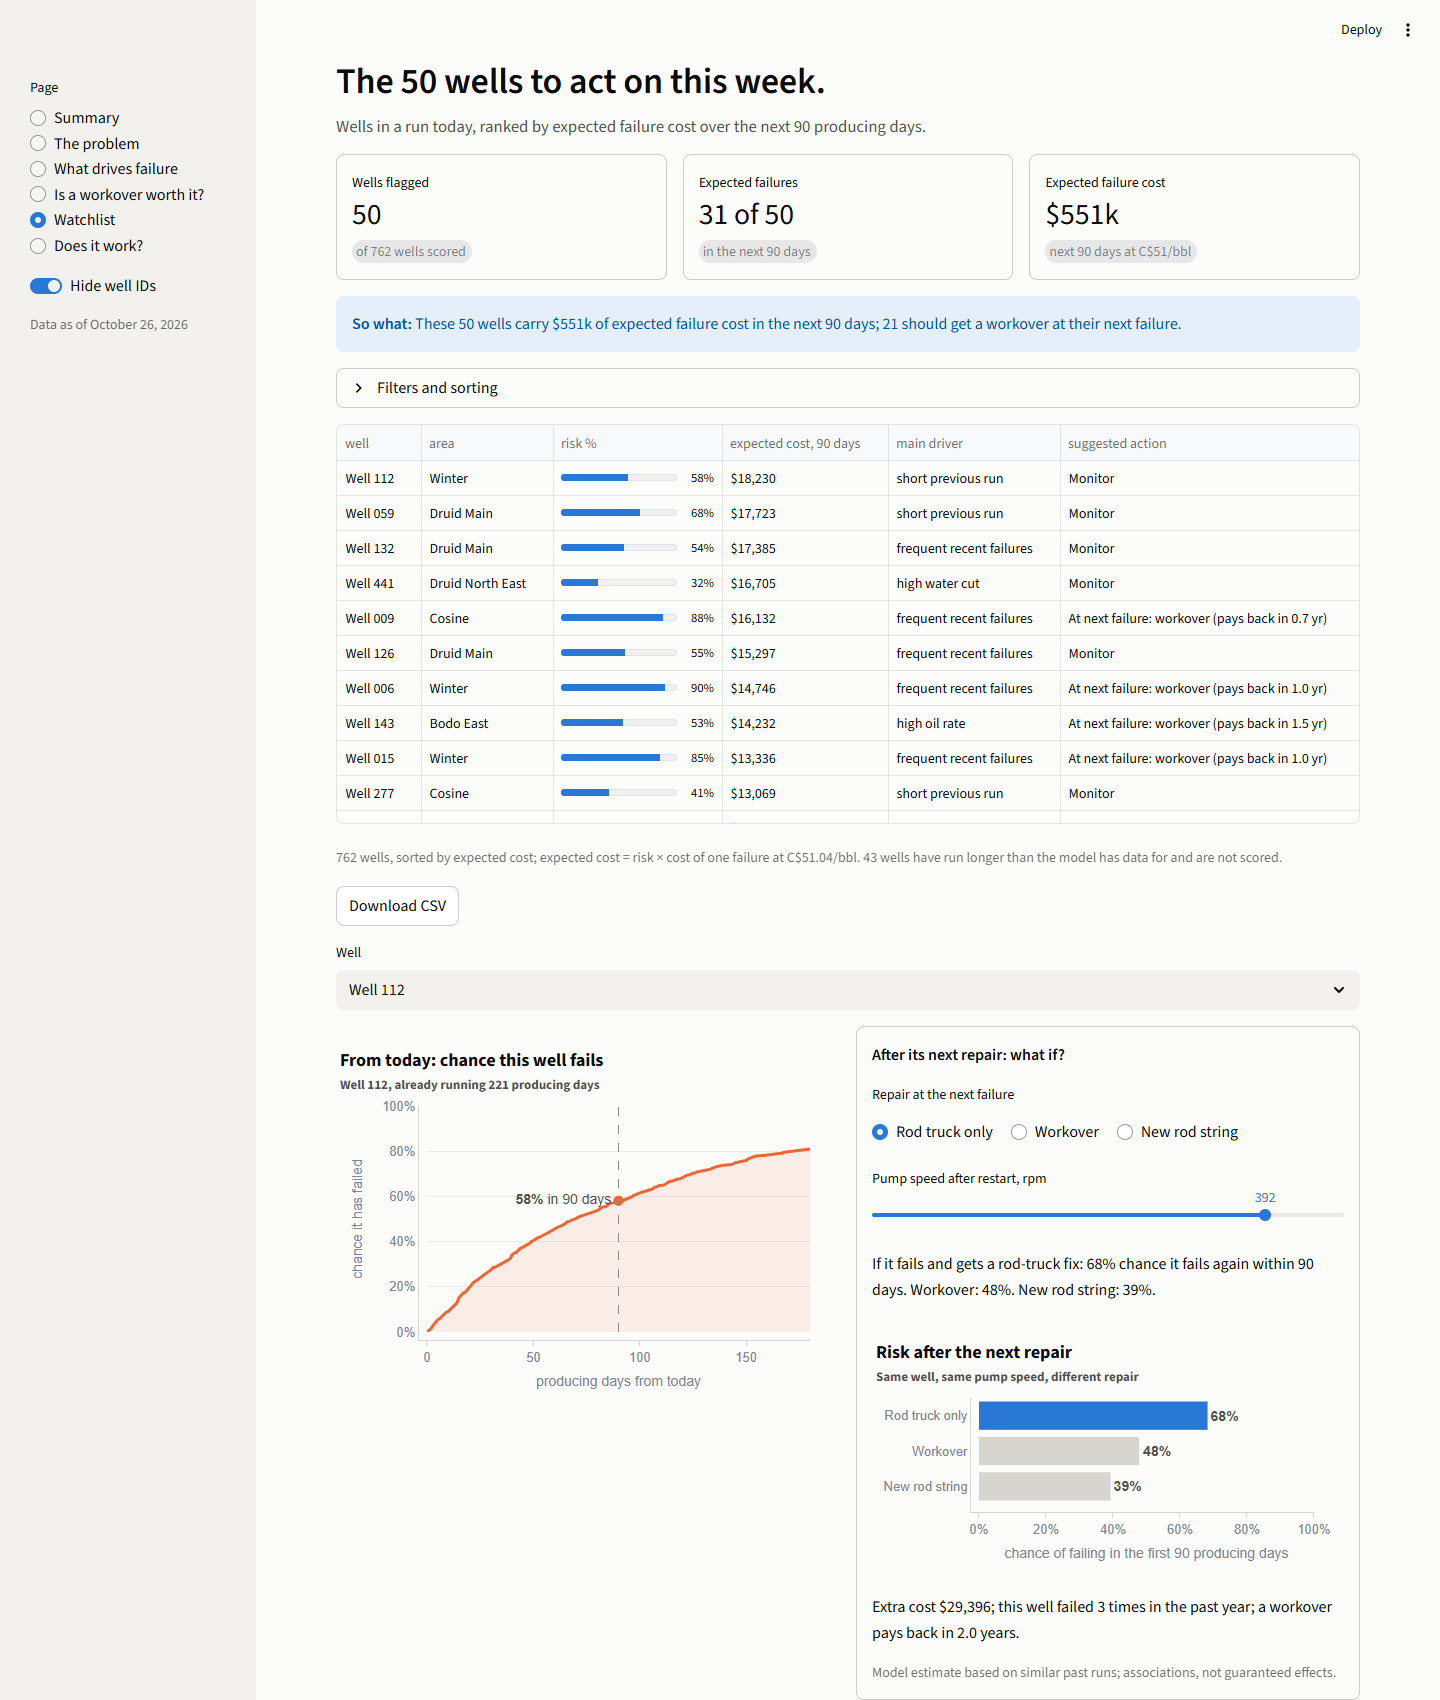 Deploy
Page
Summary
The problem
What drives failure
Is a workover worth it?
Watchlist
Does it work?
Hide well IDs
Data as of October 26, 2026
The 50 wells to act on this week.
Wells in a run today, ranked by expected failure cost over the next 90 producing days.
Wells flagged
50
of 762 wells scored
Expected failures
31 of 50
in the next 90 days
Expected failure cost
$551k
next 90 days at C$51/bbl
So what: These 50 wells carry $551k of expected failure cost in the next 90 days; 21 should get a workover at their next failure.
Filters and sorting
well area risk % expected cost, 90 days main driver suggested action
Well 112 Winter 58% $18,230 short previous run Monitor
Well 059 Druid Main 68% $17,723 short previous run Monitor
Well 132 Druid Main 54% $17,385 frequent recent failures Monitor
Well 441 Druid North East 32% $16,705 high water cut Monitor
Well 009 Cosine 88% $16,132 frequent recent failures At next failure: workover (pays back in 0.7 yr)
Well 126 Druid Main 55% $15,297 frequent recent failures Monitor
Well 006 Winter 90% $14,746 frequent recent failures At next failure: workover (pays back in 1.0 yr)
Well 143 Bodo East 53% $14,232 high oil rate At next failure: workover (pays back in 1.5 yr)
Well 015 Winter 85% $13,336 frequent recent failures At next failure: workover (pays back in 1.0 yr)
Well 277 Cosine 41% $13,069 short previous run Monitor
762 wells, sorted by expected cost; expected cost = risk × cost of one failure at C$51.04/bbl. 43 wells have run longer than the model has data for and are not scored.
Download CSV
Well
Well 112
From today: chance this well fails
Well 112, already running 221 producing days
100%
80%
60%
40%
20%
0%
chance it has failed
58% in 90 days
0 50 100 150
producing days from today
After its next repair: what if?
Repair at the next failure
Rod truck only Workover New rod string
Pump speed after restart, rpm
392
If it fails and gets a rod-truck fix: 68% chance it fails again within 90
days. Workover: 48%. New rod string: 39%.
Risk after the next repair
Same well, same pump speed, different repair
Rod truck only 68%
Workover 48%
New rod string 39%
0% 20% 40% 60% 80% 100%
chance of failing in the first 90 producing days
Extra cost $29,396; this well failed 3 times in the past year; a workover
pays back in 2.0 years.
Model estimate based on similar past runs; associations, not guaranteed effects.